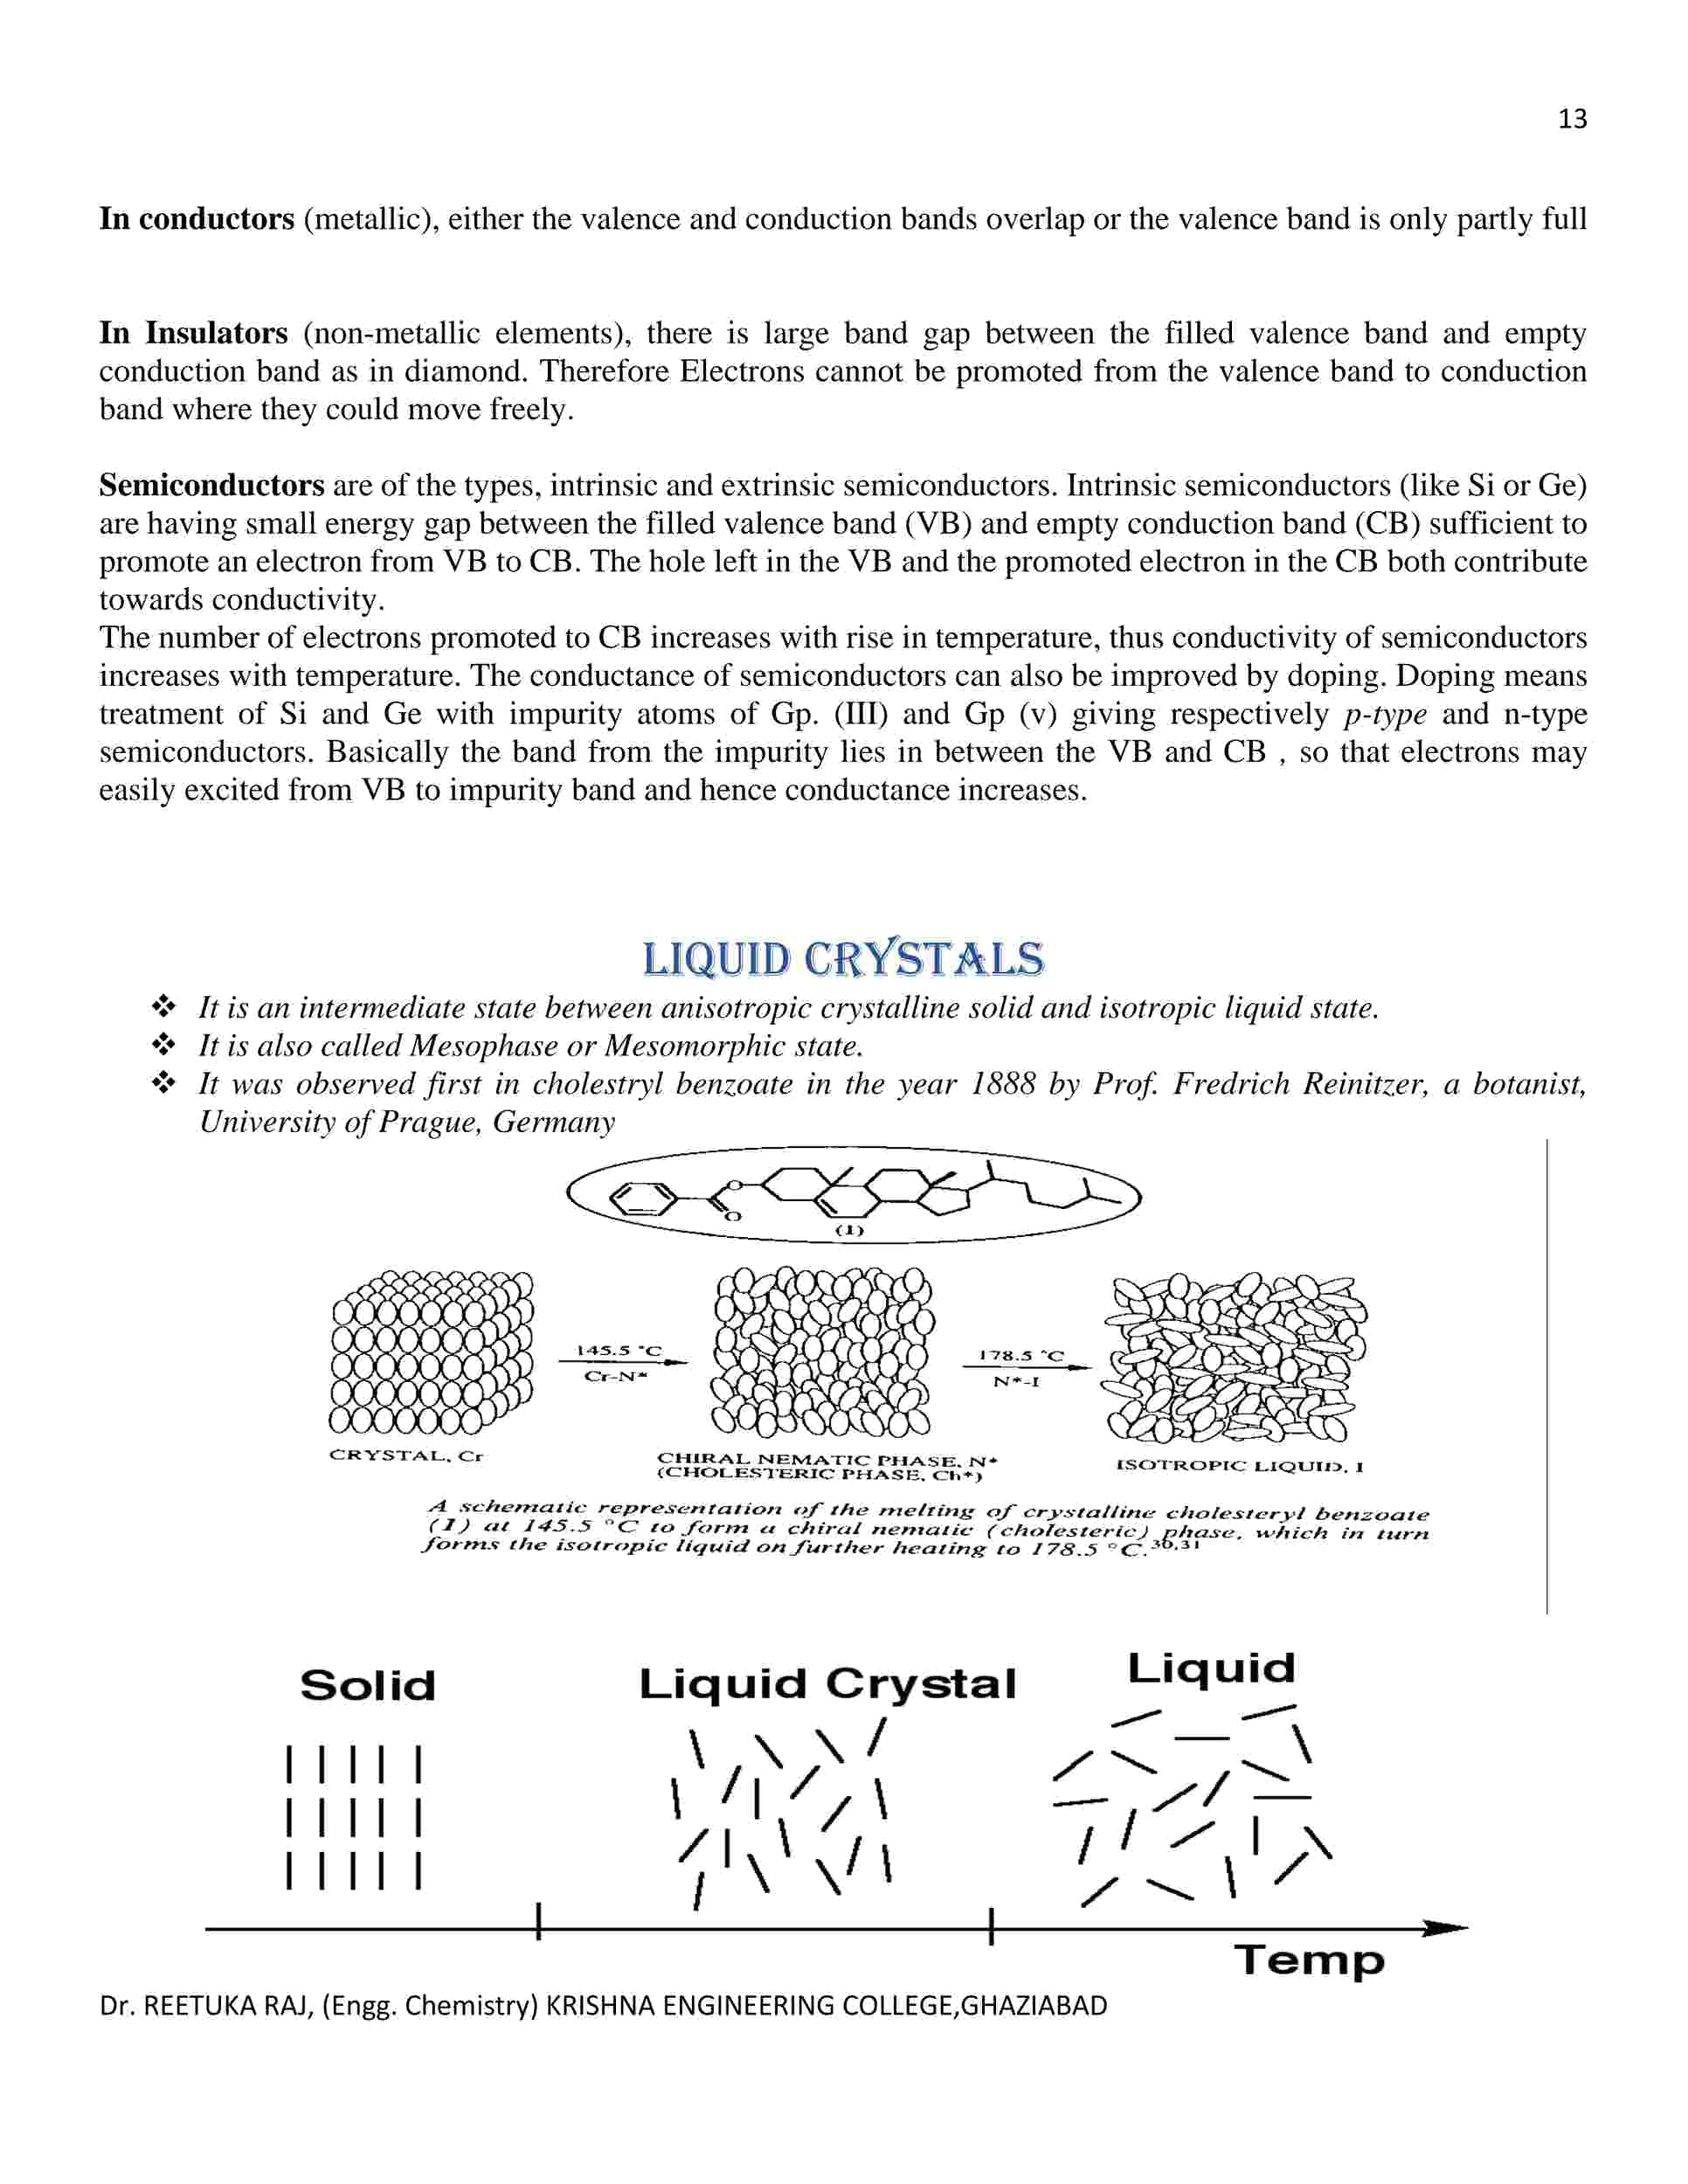 13
In conductors (metallic), either the valence and conduction bands overlap or the valence band is only partly full
In Insulators (non-metallic elements), there is large band gap between the filled valence band and empty
conduction band as in diamond. Therefore Electrons cannot be promoted from the valence band to conduction
band where they could move freely.
Semiconductors are of the types, intrinsic and extrinsic semiconductors. Intrinsic semiconductors (like Si or Ge)
are having small energy gap between the filled valence band (VB) and empty conduction band (CB) sufficient to
promote an electron from VB to CB. The hole left in the VB and the promoted electron in the CB both contribute
towards conductivity.
The number of electrons promoted to CB increases with rise in temperature, thus conductivity of semiconductors
increases with temperature. The conductance of semiconductors can also be improved by doping. Doping means
treatment of Si and Ge with impurity atoms of Gp. (III) and Gp (v) giving respectively p-type and n-type
semiconductors. Basically the band from the impurity lies in between the VB and CB , so that electrons may
easily excited from VB to impurity band and hence conductance increases.
LIQUID CRYSTALS
❖ It is an intermediate state between anisotropic crystalline solid and isotropic liquid state.
❖ It is also called Mesophase or Mesomorphic state.
❖ It was observed first in cholestryl benzoate in the year 1888 by Prof. Fredrich Reinitzer, a botanist,
University of Prague, Germany
O
O
(1)
145.5 °C
Cr-N*
178.5 °C
N*-I
CRYSTAL, Cr
CHIRAL NEMATIC PHASE, N*
(CHOLESTERIC PHASE, Ch*)
ISOTROPIC LIQUID, I
A schematic representation of the melting of crystalline cholesteryl benzoate
(1) at 145.5 °C to form a chiral nematic (cholesteric) phase, which in turn
forms the isotropic liquid on further heating to 178.5 °C.30,31
Solid
Liquid Crystal
Liquid
Temp
Dr. REETUKA RAJ, (Engg. Chemistry) KRISHNA ENGINEERING COLLEGE,GHAZIABAD